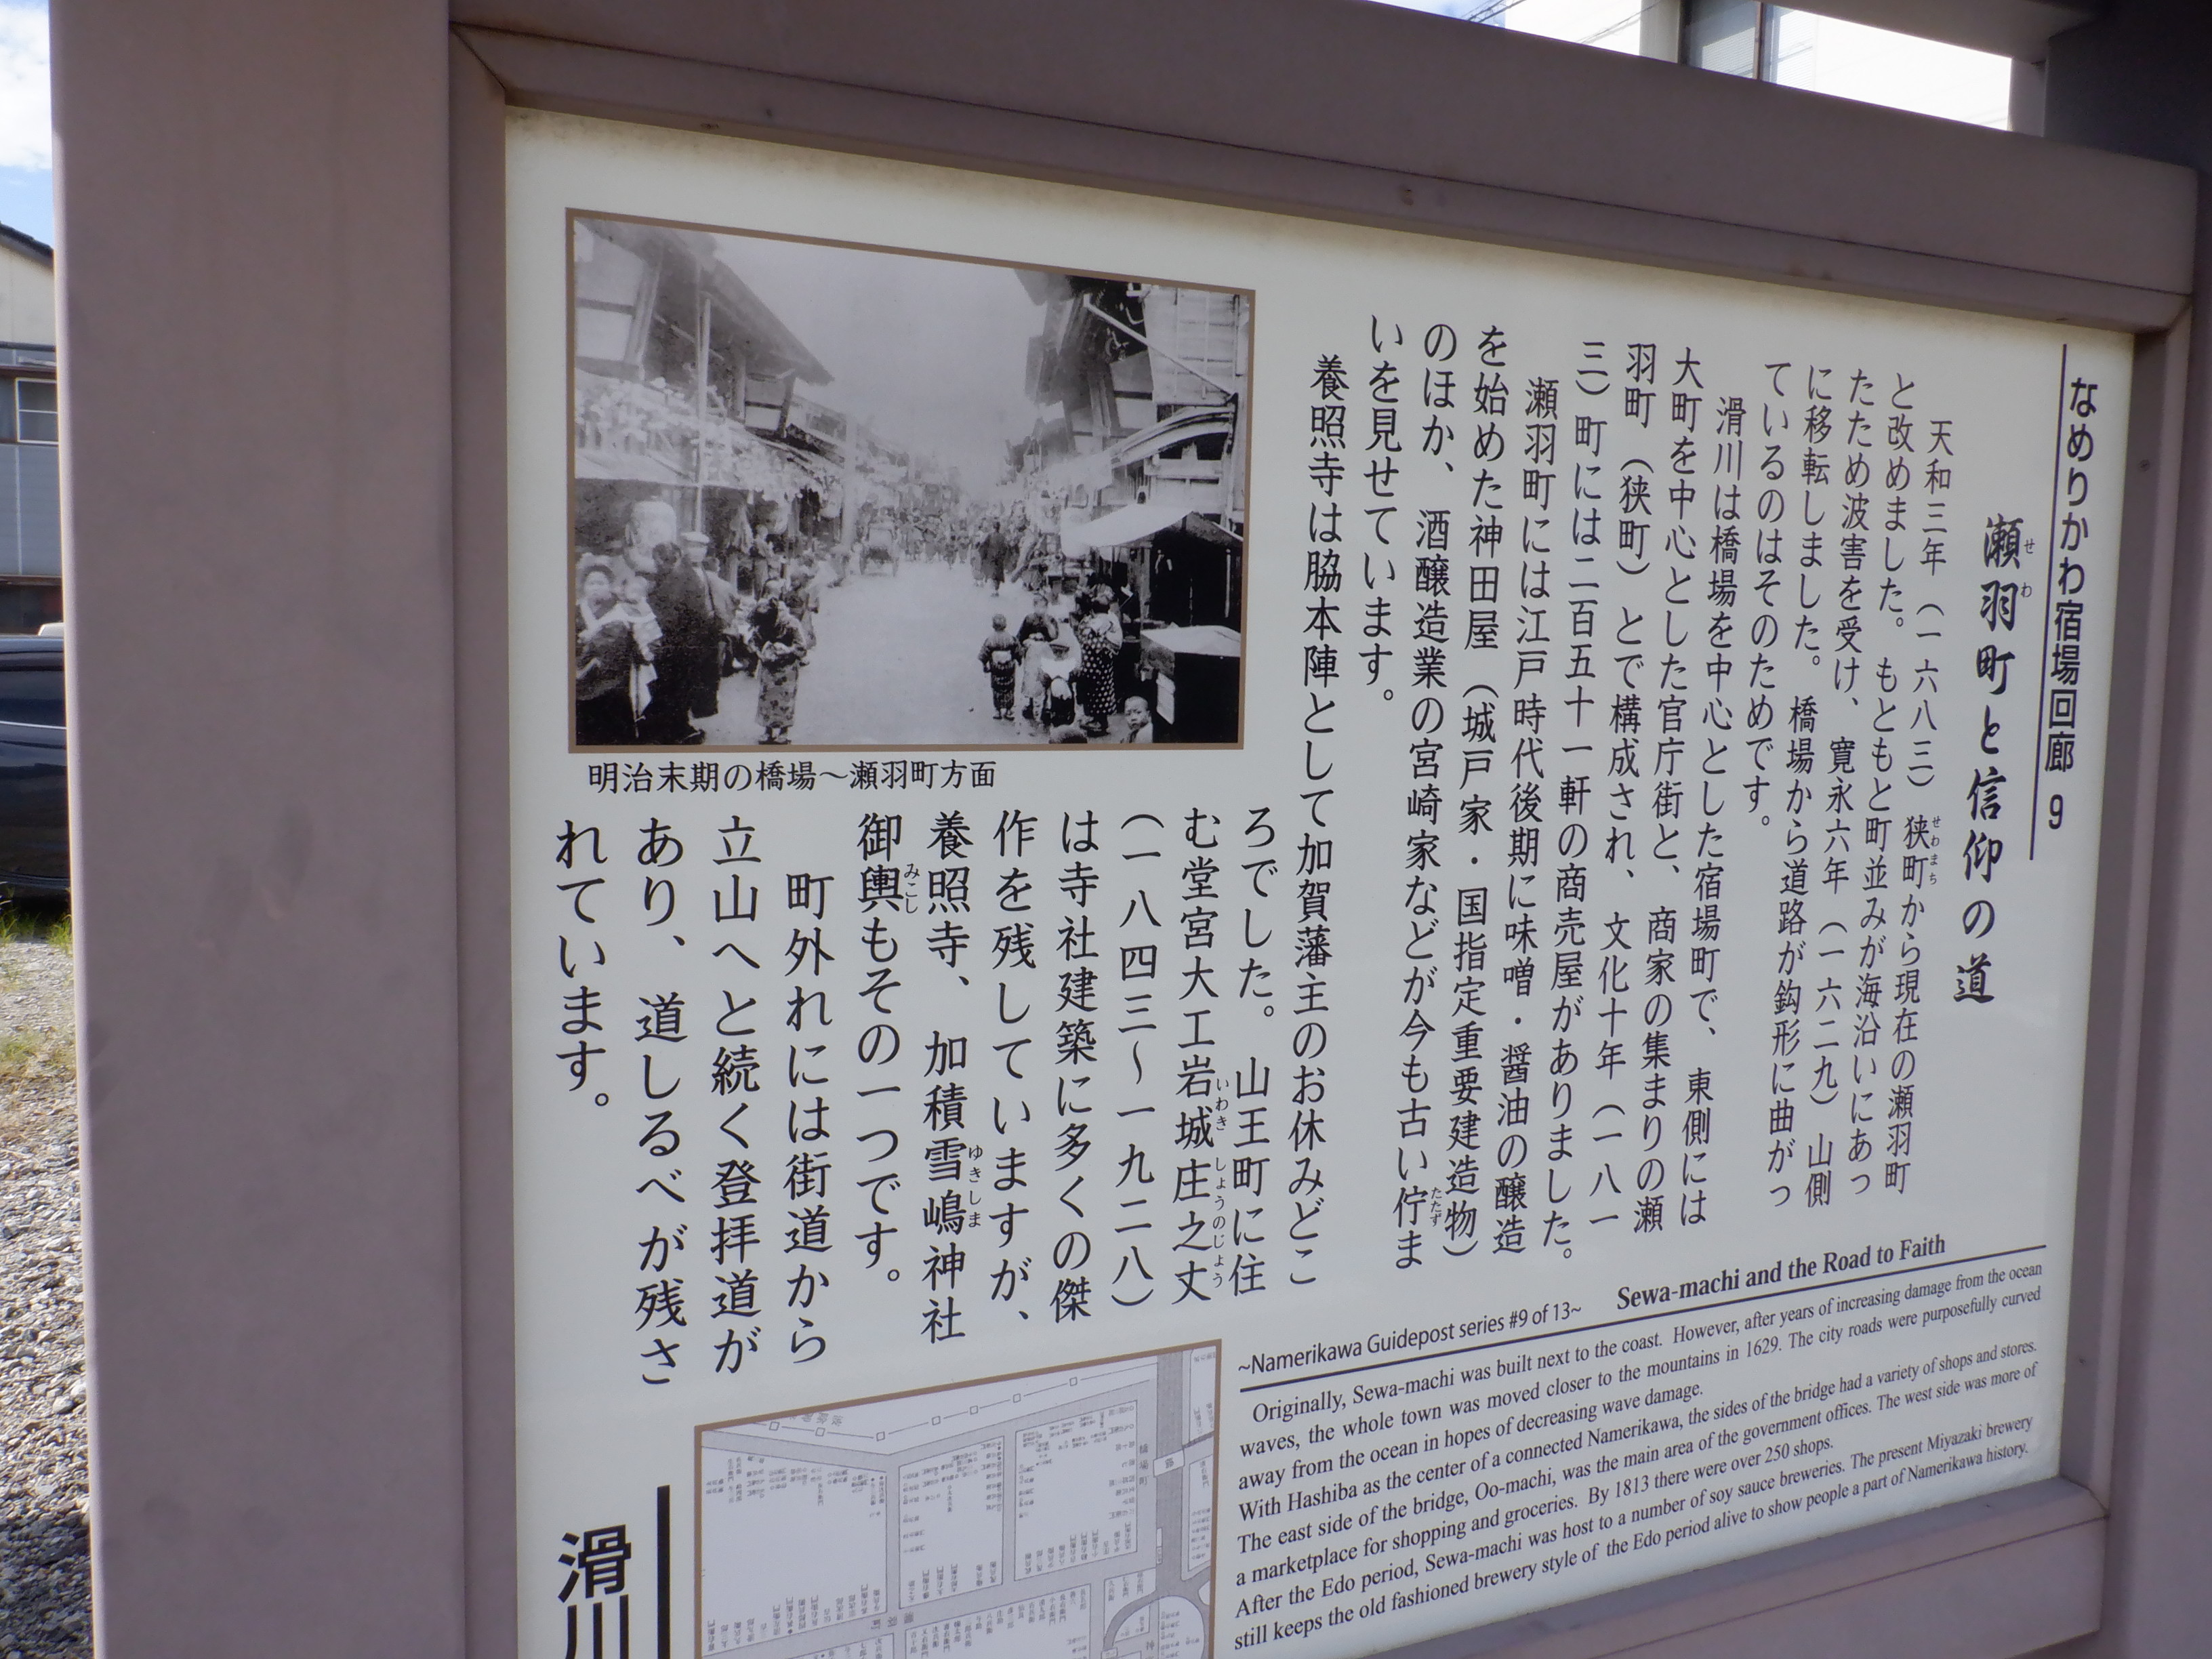 なめりかわ宿場回廊 9
瀬羽町と信仰の道
せ わ
天和三年（一六八三）狭町から現在の瀬羽町
せわまち
と改めました。もともと町並みが海沿いにあっ
たため波害を受け、寛永六年（一六二九）山側
に移転しました。橋場から道路が鈎形に曲がっ
ているのはそのためです。
滑川は橋場を中心とした宿場町で、東側には
大町を中心とした官庁街と、商家の集まりの瀬
羽町（狭町）とで構成され、文化十年（一八一
三）町には二百五十一軒の商売屋がありました。
瀬羽町には江戸時代後期に味噌・醤油の醸造
を始めた神田屋（城戸家・国指定重要建造物）
のほか、酒醸造業の宮崎家などが今も古い佇ま
たたず
いを見せています。
養照寺は脇本陣として加賀藩主のお休みどこ
ろでした。山王町に住
む堂宮大工岩城庄之丈
いわき しょうのじょう
（一八四三～一九二八）
は寺社建築に多くの傑
作を残していますが、
養照寺、加積雪嶋神社
ゆきしま
御輿もその一つです。
みこし
町外れには街道から
立山へと続く登拝道が
あり、道しるべが残さ
れています。
明治末期の橋場～瀬羽町方面
~Namerikawa Guidepost series #9 of 13~ Sewa-machi and the Road to Faith
Originally, Sewa-machi was built next to the coast. However, after years of increasing damage from the ocean
waves, the whole town was moved closer to the mountains in 1629. The city roads were purposefully curved
away from the ocean in hopes of decreasing wave damage.
With Hashiba as the center of a connected Namerikawa, the sides of the bridge had a variety of shops and stores.
The east side of the bridge, Oo-machi, was the main area of the government offices. The west side was more of
a marketplace for shopping and groceries. By 1813 there were over 250 shops.
After the Edo period, Sewa-machi was host to a number of soy sauce breweries. The present Miyazaki brewery
still keeps the old fashioned brewery style of the Edo period alive to show people a part of Namerikawa history.
滑川